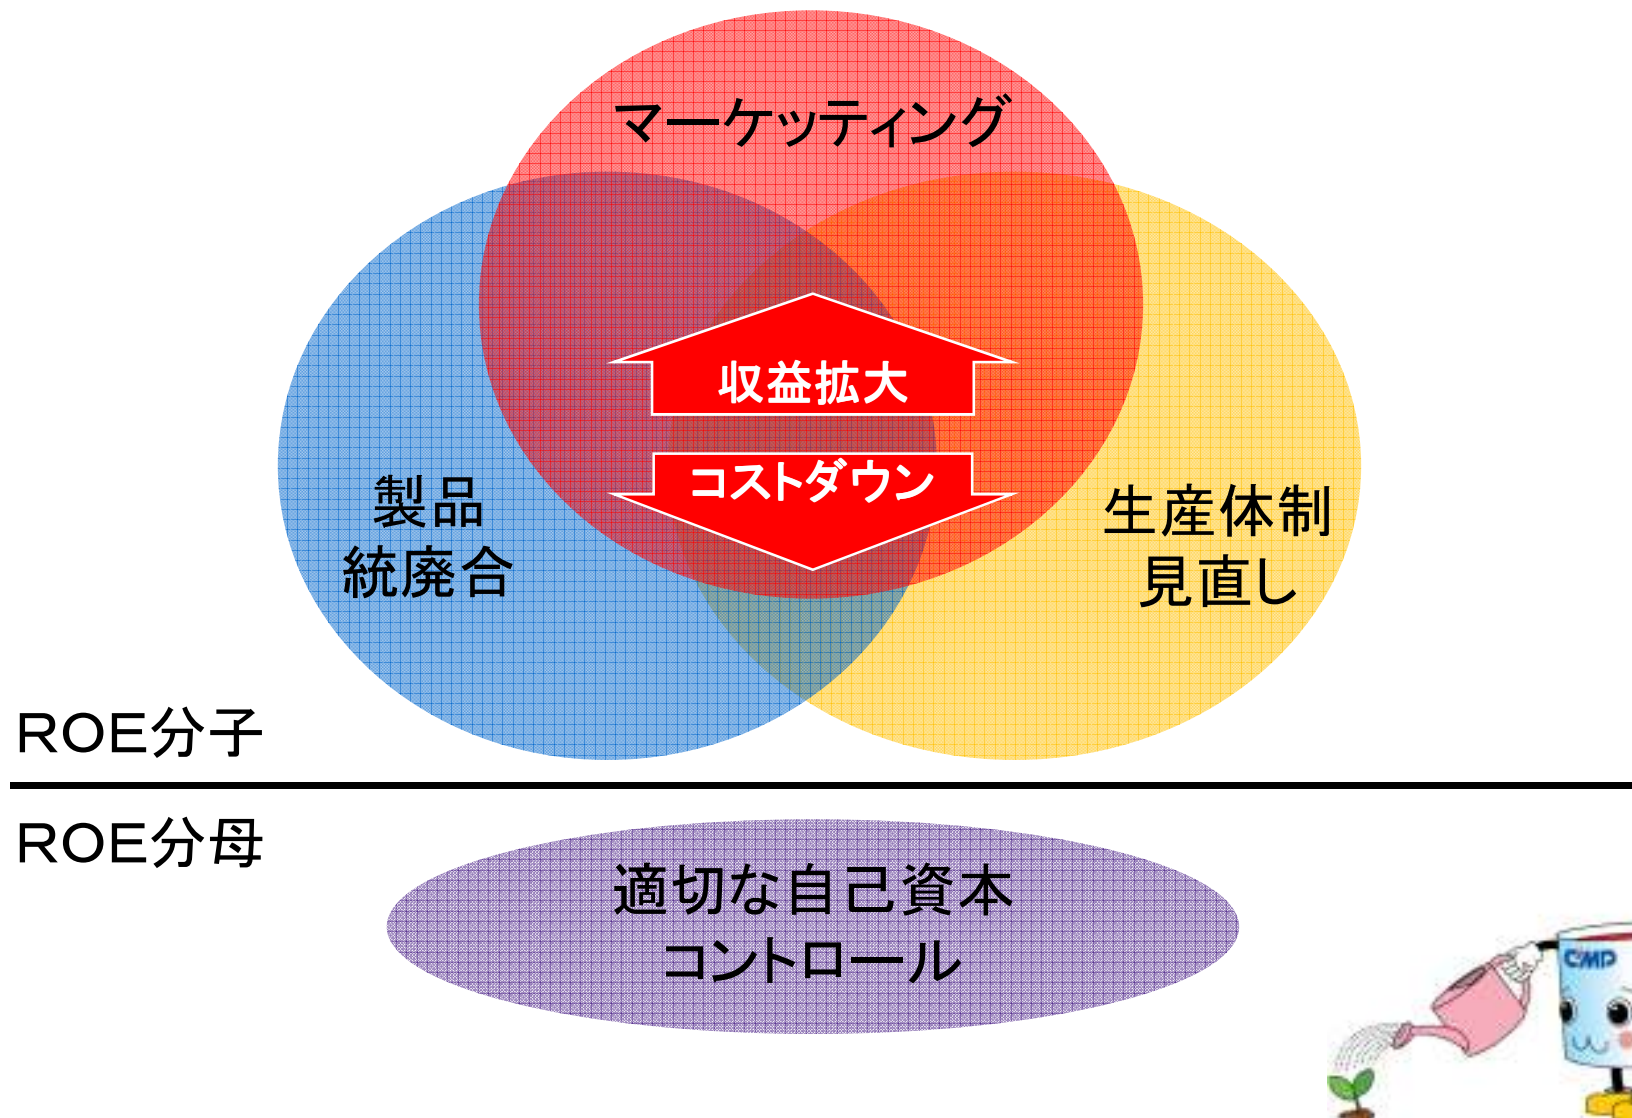 マーケッティング
収益拡大
コストダウン
製品
統廃合
生産体制
見直し
ROE分子
ROE分母
適切な自己資本
コントロール
CMP